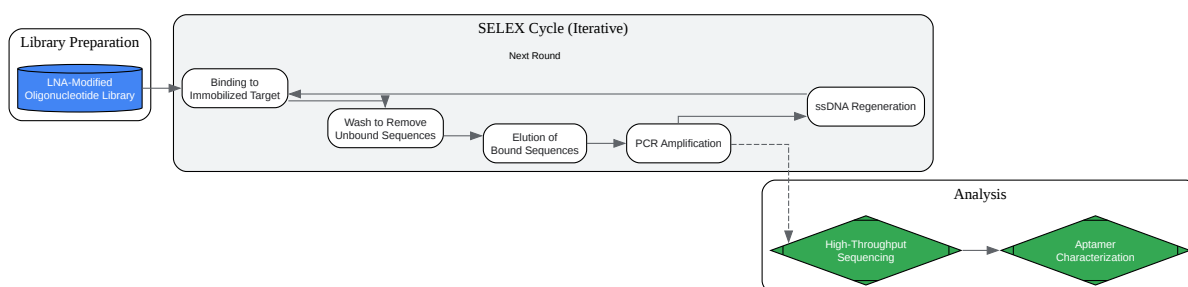 Library Preparation
LNA-Modified
Oligonucleotide Library
SELEX Cycle (Iterative)
Next Round
Binding to
Immobilized Target
Wash to Remove
Unbound Sequences
Elution of
Bound Sequences
PCR Amplification
ssDNA Regeneration
Analysis
High-Throughput
Sequencing
Aptamer
Characterization